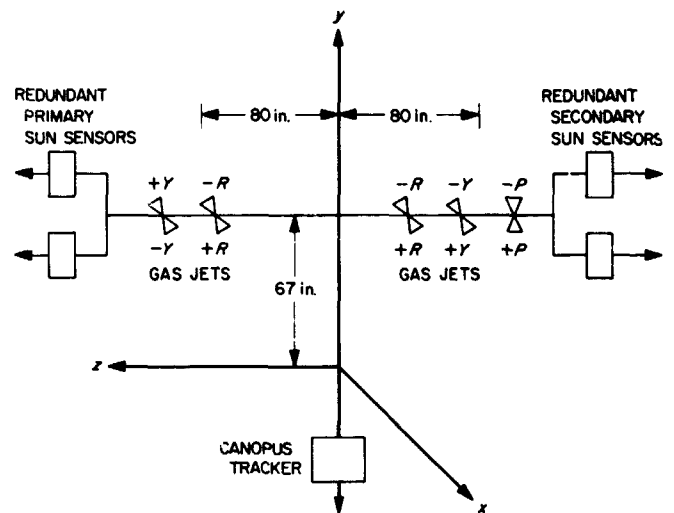 y
REDUNDANT
PRIMARY
SUN SENSORS
80 in.
80 in.
REDUNDANT
SECONDARY
SUN SENSORS
+Y
-R
-R
-Y
-P
-Y
+R
+R
+Y
+P
GAS JETS
GAS JETS
67 in.
z
CANOPUS
TRACKER
x